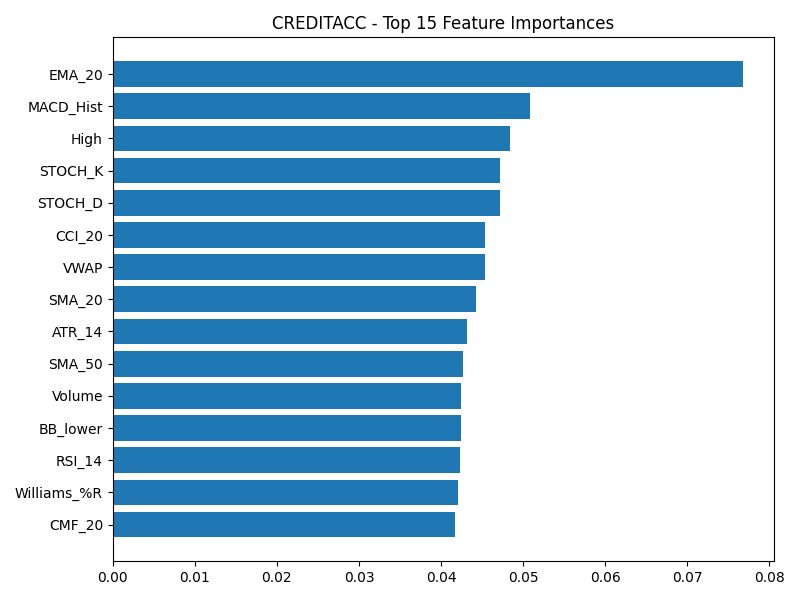 CREDITACC - Top 15 Feature Importances
EMA_20
MACD_Hist
High
STOCH_K
STOCH_D
CCI_20
VWAP
SMA_20
ATR_14
SMA_50
Volume
BB_lower
RSI_14
Williams_%R
CMF_20
0.00 0.01 0.02 0.03 0.04 0.05 0.06 0.07 0.08